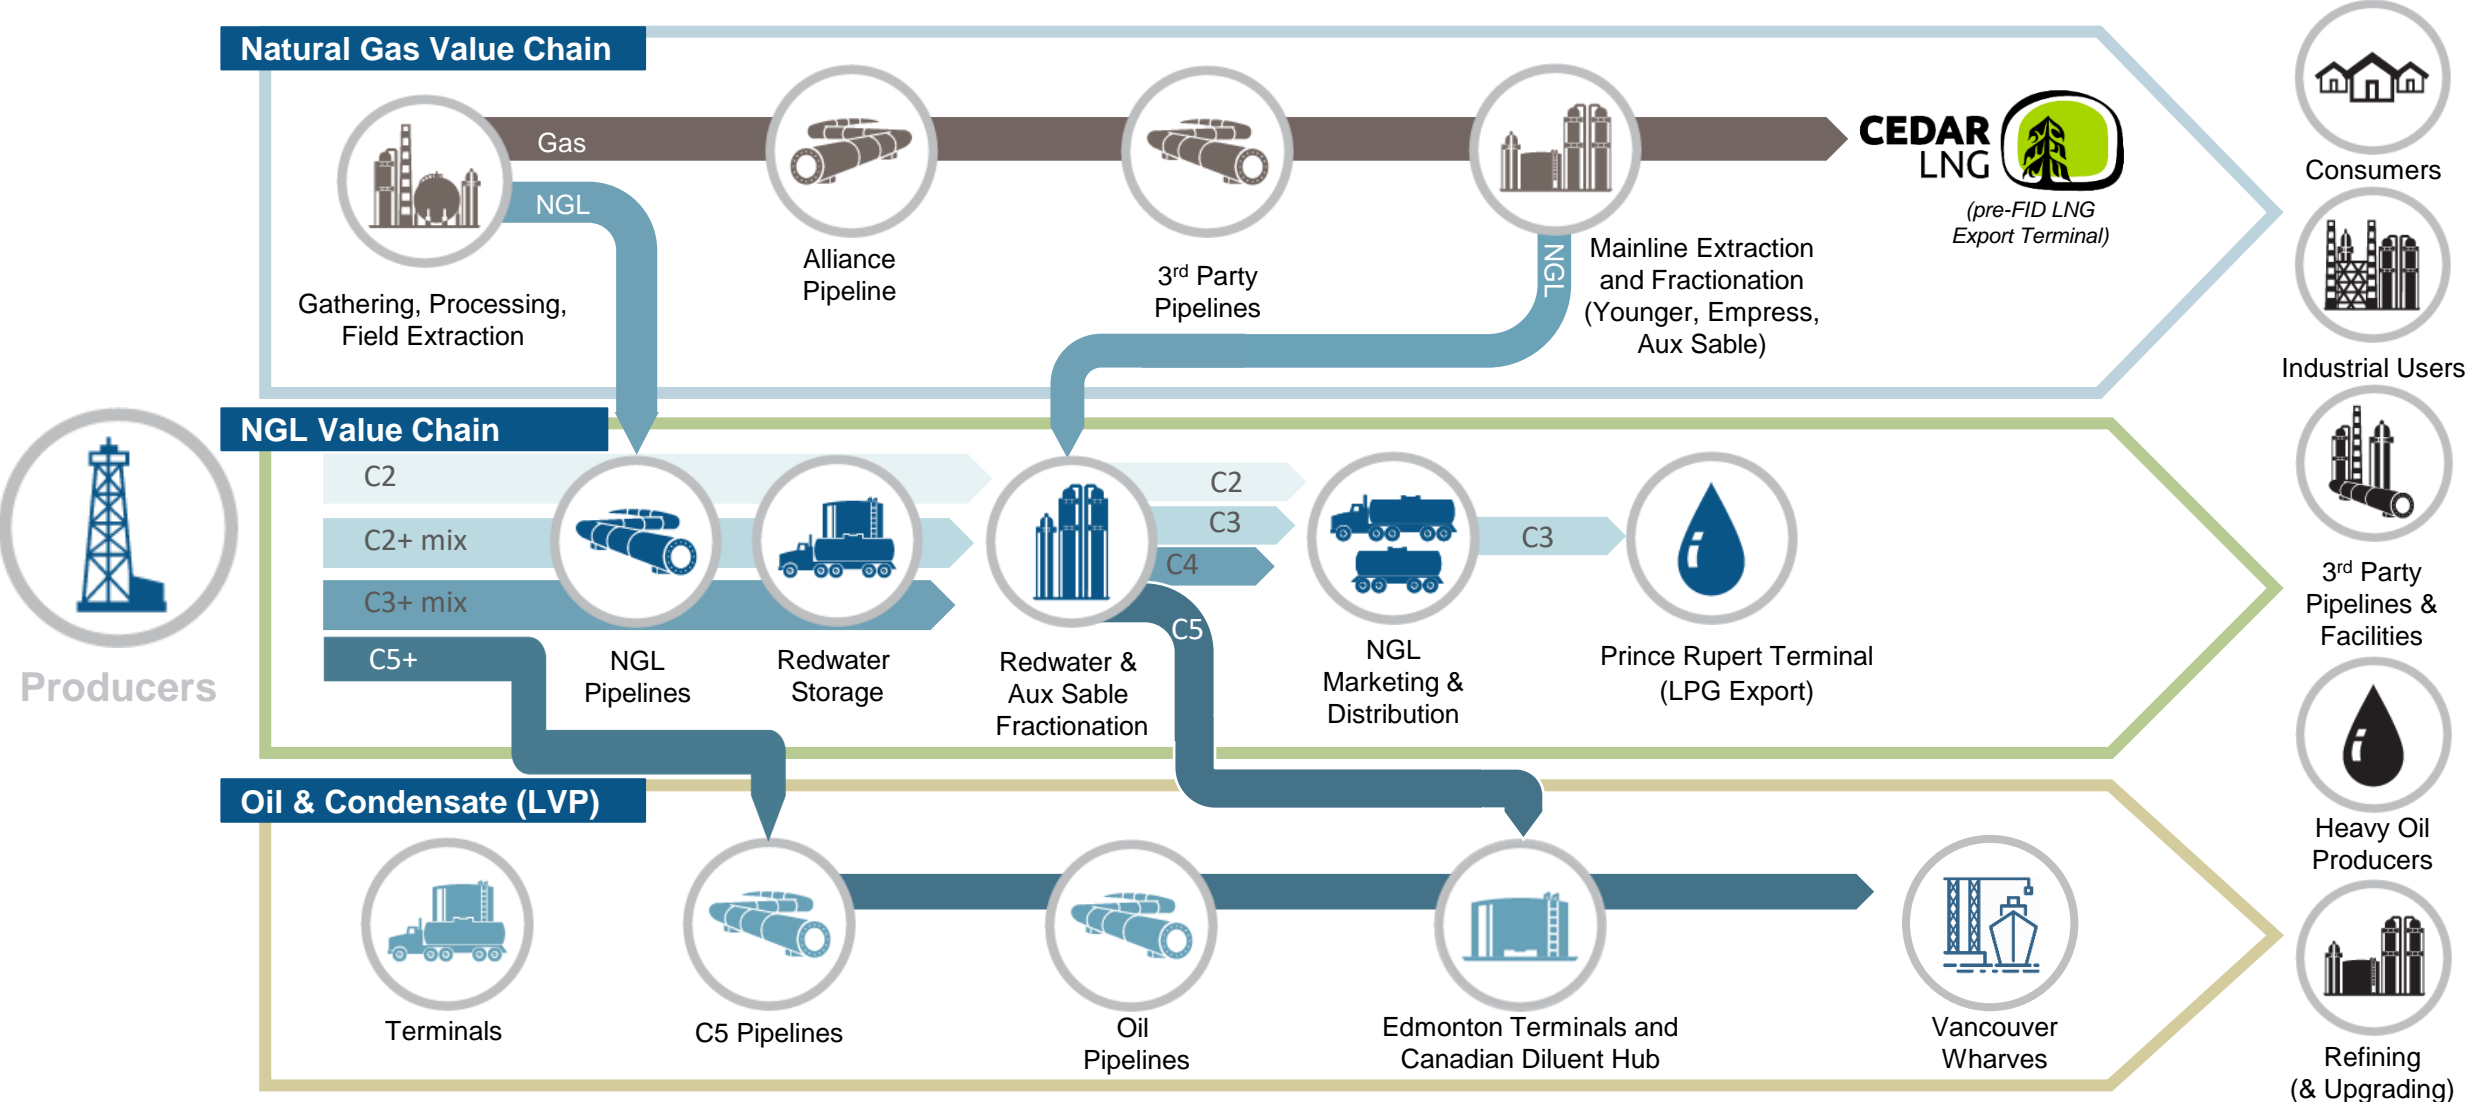 Natural Gas Value Chain
Gas
NGL
Gathering, Processing,
Field Extraction
Alliance
Pipeline
3rd Party
Pipelines
NGL
Mainline Extraction
and Fractionation
(Younger, Empress,
Aux Sable)
CEDAR
LNG
(pre-FID LNG
Export Terminal)
Producers
NGL Value Chain
C2
C2+ mix
C3+ mix
C5+
NGL
Pipelines
Redwater
Storage
Redwater &
Aux Sable
Fractionation
C2
C3
C4
C5
NGL
Marketing &
Distribution
C3
Prince Rupert Terminal
(LPG Export)
Oil & Condensate (LVP)
Terminals
C5 Pipelines
Oil
Pipelines
Edmonton Terminals and
Canadian Diluent Hub
Vancouver
Wharves
Consumers
Industrial Users
3rd Party
Pipelines &
Facilities
Heavy Oil
Producers
Refining
(& Upgrading)